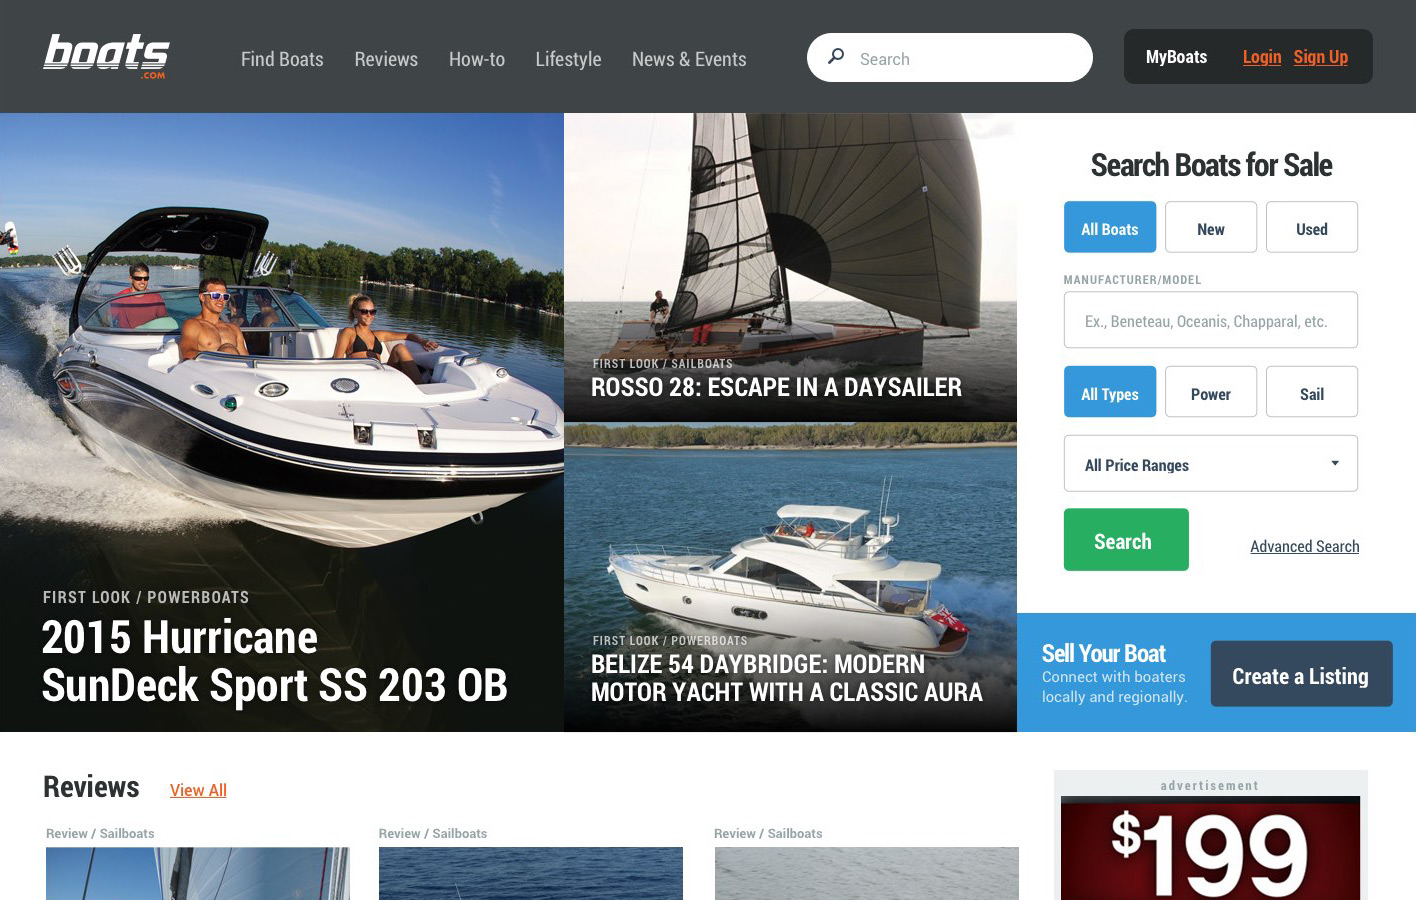 boats
.COM
Find Boats
Reviews
How-to
Lifestyle
News & Events
Search
MyBoats
Login
Sign Up
FIRST LOOK / POWERBOATS
2015 Hurricane
SunDeck Sport SS 203 OB
FIRST LOOK / SAILBOATS
ROSSO 28: ESCAPE IN A DAYSAILER
FIRST LOOK / POWERBOATS
BELIZE 54 DAYBRIDGE: MODERN
MOTOR YACHT WITH A CLASSIC AURA
Search Boats for Sale
All Boats
New
Used
MANUFACTURER/MODEL
Ex., Beneteau, Oceanis, Chapparal, etc.
All Types
Power
Sail
All Price Ranges
Search
Advanced Search
Sell Your Boat
Connect with boaters
locally and regionally.
Create a Listing
Reviews
View All
Review / Sailboats
Review / Sailboats
Review / Sailboats
advertisement
$199